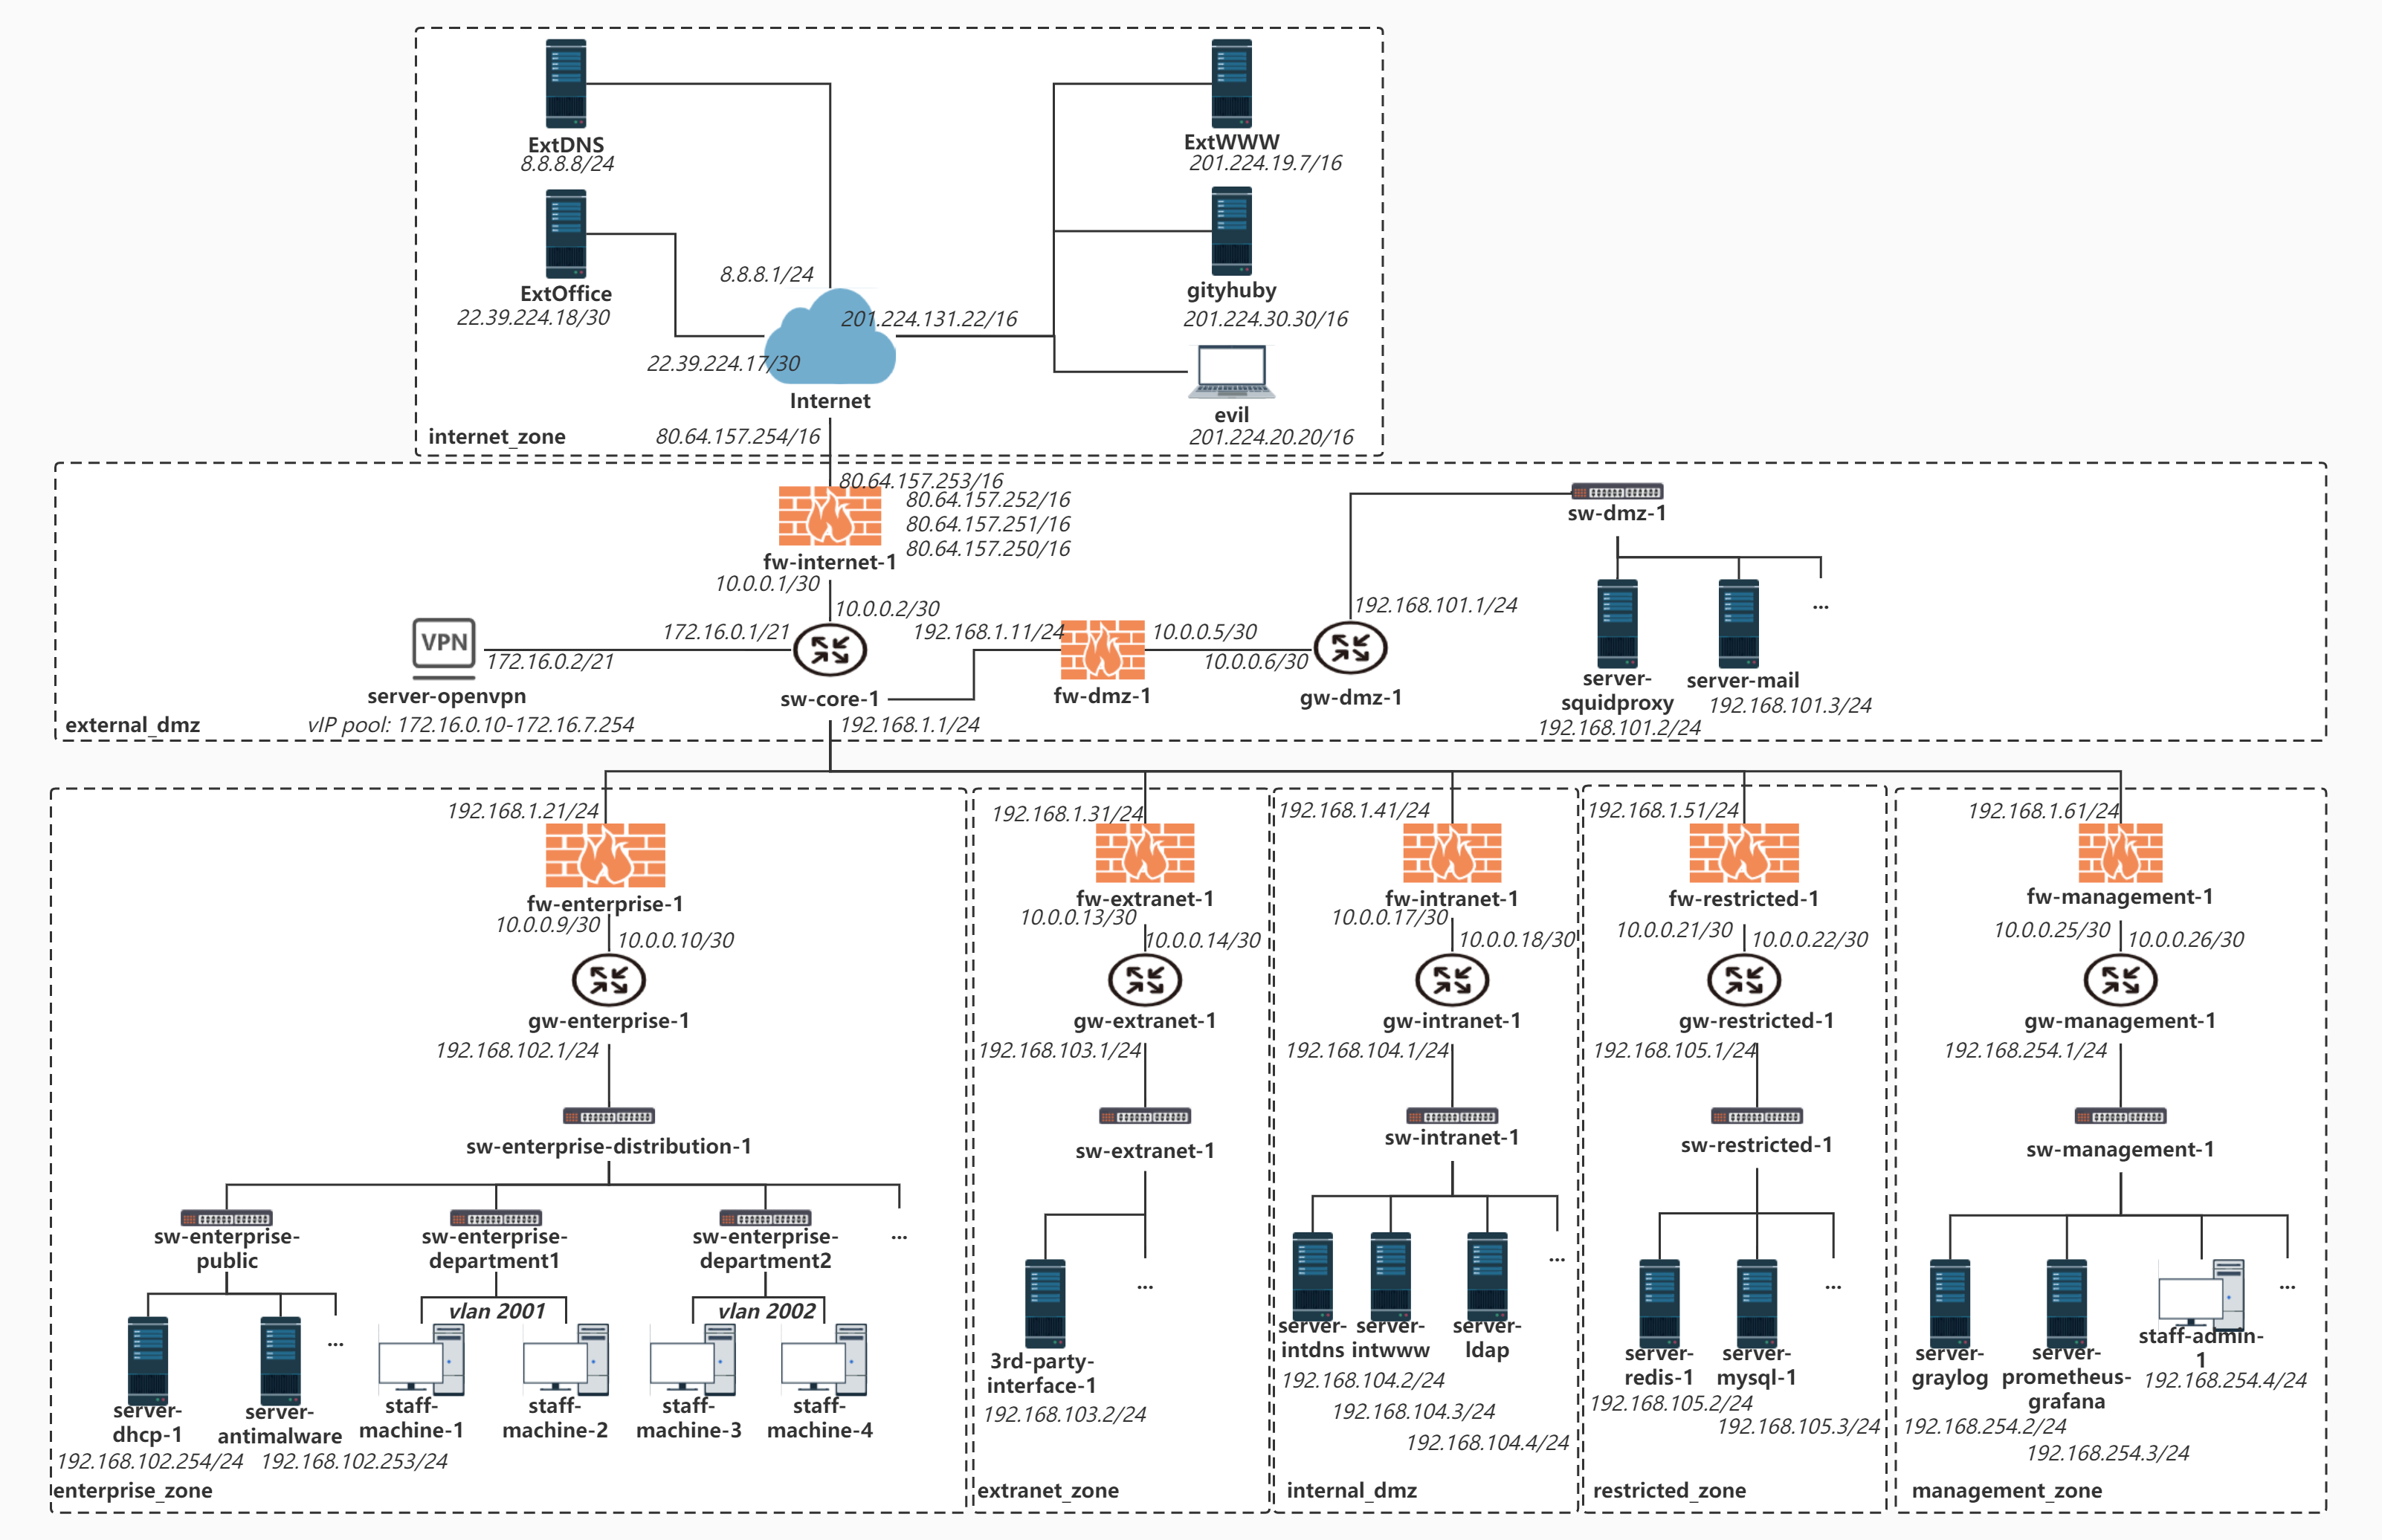 ExtDNS
8.8.8.8/24
ExtWWW
201.224.19.7/16
ExtOffice
22.39.224.18/30
8.8.8.1/24
gityhuby
201.224.30.30/16
201.224.131.22/16
22.39.224.17/30
Internet
evil
201.224.20.20/16
internet_zone
80.64.157.254/16
80.64.157.253/16
80.64.157.252/16
80.64.157.251/16
80.64.157.250/16
fw-internet-1
10.0.0.1/30
10.0.0.2/30
sw-dmz-1
VPN
172.16.0.2/21
172.16.0.1/21
server-openvpn
vIP pool: 172.16.0.10-172.16.7.254
sw-core-1
192.168.1.1/24
192.168.1.11/24
fw-dmz-1
10.0.0.5/30
10.0.0.6/30
192.168.101.1/24
gw-dmz-1
server-
squidproxy
192.168.101.2/24
server-mail
192.168.101.3/24
...
external_dmz
192.168.1.21/24
fw-enterprise-1
10.0.0.9/30
10.0.0.10/30
gw-enterprise-1
192.168.102.1/24
sw-enterprise-distribution-1
sw-enterprise-
public
sw-enterprise-
department1
sw-enterprise-
department2
...
vlan 2001
vlan 2002
...
server-
dhcp-1
192.168.102.254/24
server-
antimalware
192.168.102.253/24
staff-
machine-1
staff-
machine-2
staff-
machine-3
staff-
machine-4
enterprise_zone
192.168.1.31/24
fw-extranet-1
10.0.0.13/30
10.0.0.14/30
gw-extranet-1
192.168.103.1/24
sw-extranet-1
...
3rd-party-
interface-1
192.168.103.2/24
extranet_zone
192.168.1.41/24
fw-intranet-1
10.0.0.17/30
10.0.0.18/30
gw-intranet-1
192.168.104.1/24
sw-intranet-1
...
server-
intdns
server-
intwww
server-
ldap
192.168.104.2/24
192.168.104.3/24
192.168.104.4/24
internal_dmz
192.168.1.51/24
fw-restricted-1
10.0.0.21/30
10.0.0.22/30
gw-restricted-1
192.168.105.1/24
sw-restricted-1
...
server-
redis-1
server-
mysql-1
192.168.105.2/24
192.168.105.3/24
restricted_zone
192.168.1.61/24
fw-management-1
10.0.0.25/30
10.0.0.26/30
gw-management-1
192.168.254.1/24
sw-management-1
...
server-
graylog
server-
prometheus-
grafana
staff-admin-
1
192.168.254.4/24
192.168.254.2/24
192.168.254.3/24
management_zone